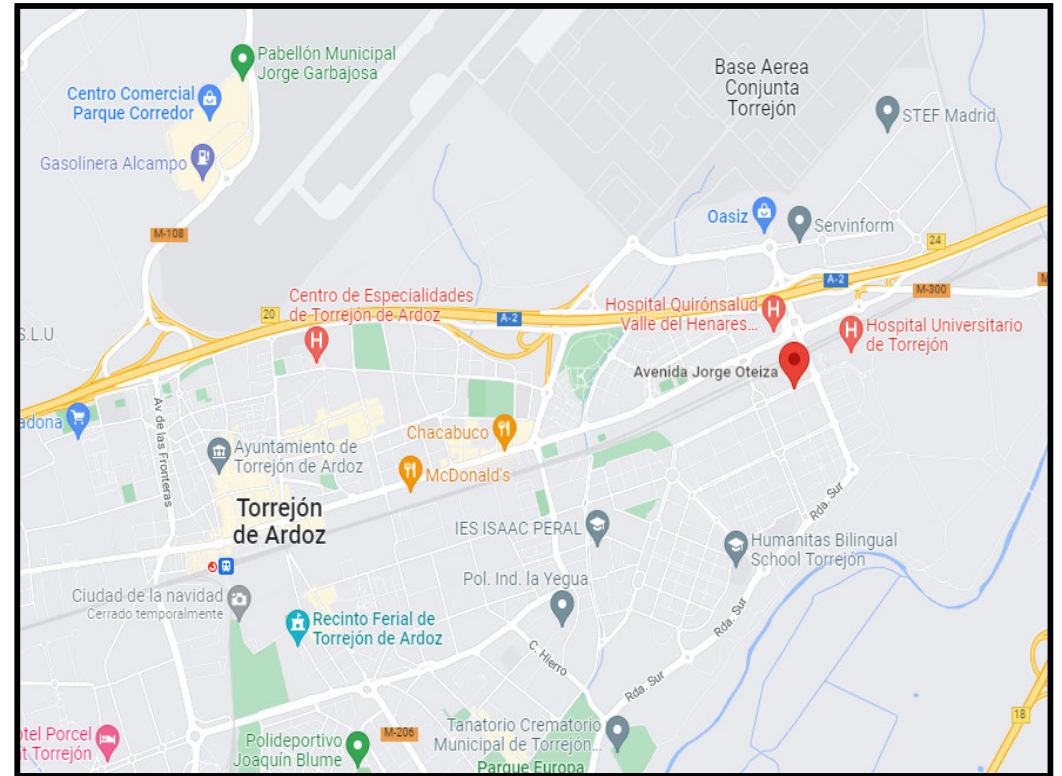 Pabellón Municipal
Jorge Garbajosa
Base Aerea
Conjunta
Torrejón
Centro Comercial
Parque Corredor
STEF Madrid
Gasolinera Alcampo
Oasiz
Servinform
M-108
24
A-2
M-300
Centro de Especialidades
de Torrejón de Ardoz
20
A-2
Hospital Quirónsalud
Valle del Henares...
Hospital Universitario
de Torrejón
S.L.U
Avenida Jorge Oteiza
Av de las Fronteras
adona
Chacabuco
Ayuntamiento de
Torrejón de Ardoz
McDonald's
Torrejón
de Ardoz
Rda. Sur
IES ISAAC PERAL
Humanitas Bilingual
School Torrejón
Pol. Ind. la Yegua
Ciudad de la navidad
Cerrado temporalmente
Recinto Ferial de
Torrejón de Ardoz
Rda. Sur
C. Hierro
Rda. Sur
18
tel Porcel
t Torrejón
M-206
Polideportivo
Joaquín Blume
Tanatorio Crematorio
Municipal de Torrejón...
Parque Europa